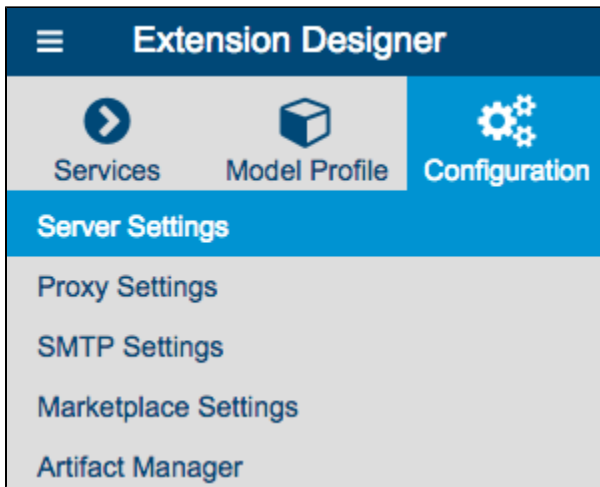 Extension Designer
Services Model Profile Configuration
Server Settings
Proxy Settings
SMTP Settings
Marketplace Settings
Artifact Manager